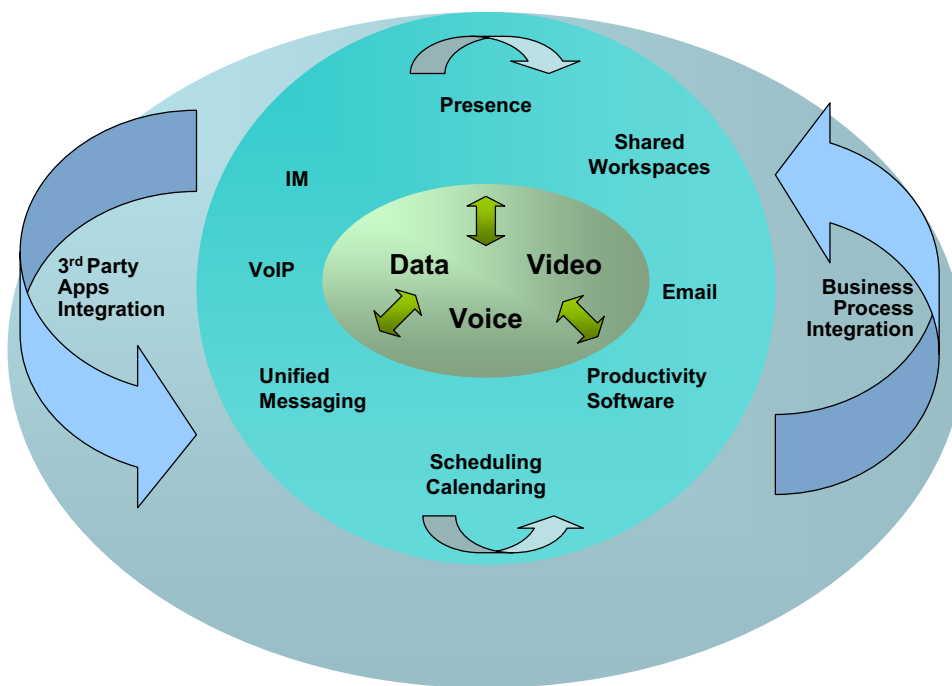 Presence
Shared
Workspaces
IM
VoIP
Data
Video
Voice
Email
3rd Party
Apps
Integration
Business
Process
Integration
Unified
Messaging
Productivity
Software
Scheduling
Calendaring